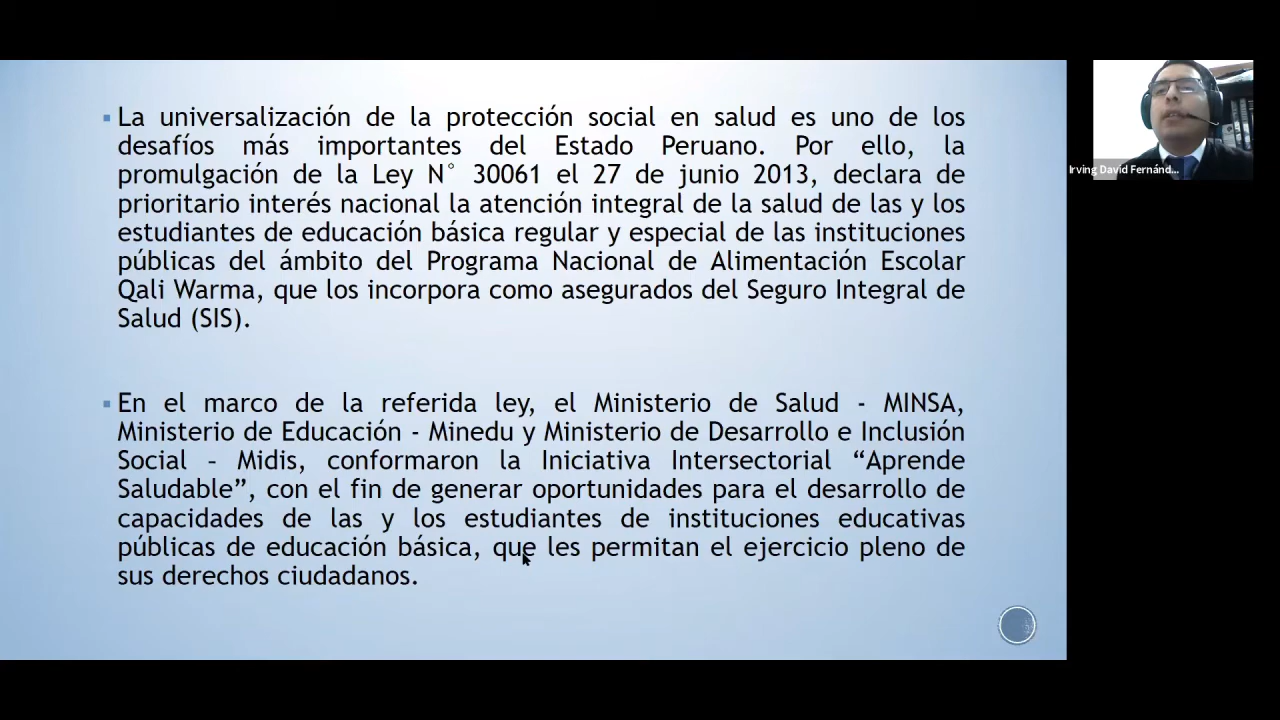 La universalización de la protección social en salud es uno de los
desafíos más importantes del Estado Peruano. Por ello, la
promulgación de la Ley N° 30061 el 27 de junio 2013, declara de
prioritario interés nacional la atención integral de la salud de las y los
estudiantes de educación básica regular y especial de las instituciones
públicas del ámbito del Programa Nacional de Alimentación Escolar
Qali Warma, que los incorpora como asegurados del Seguro Integral de
Salud (SIS).
En el marco de la referida ley, el Ministerio de Salud - MINSA,
Ministerio de Educación - Minedu y Ministerio de Desarrollo e Inclusión
Social – Midis, conformaron la Iniciativa Intersectorial “Aprende
Saludable”, con el fin de generar oportunidades para el desarrollo de
capacidades de las y los estudiantes de instituciones educativas
públicas de educación básica, que les permitan el ejercicio pleno de
sus derechos ciudadanos.
Irving David Fernánd...